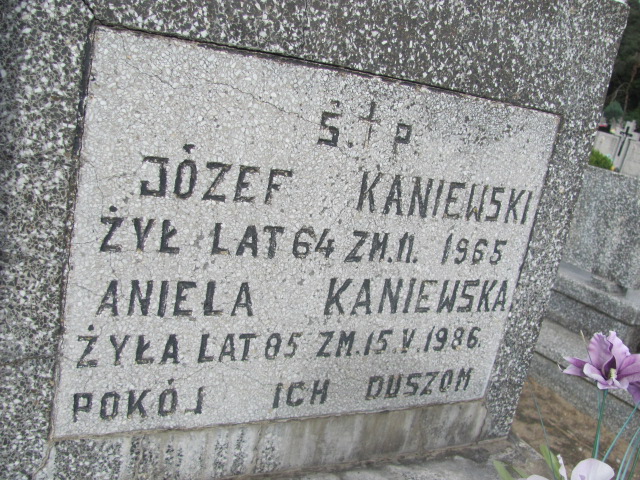 Ś † P
JÓZEF KANIEWSKI
ŻYŁ LAT 64 ZM. II. 1965
ANIELA KANIEWSKA
ŻYŁA LAT 85 ZM. 15. V. 1986.
POKÓJ ICH DUSZOM